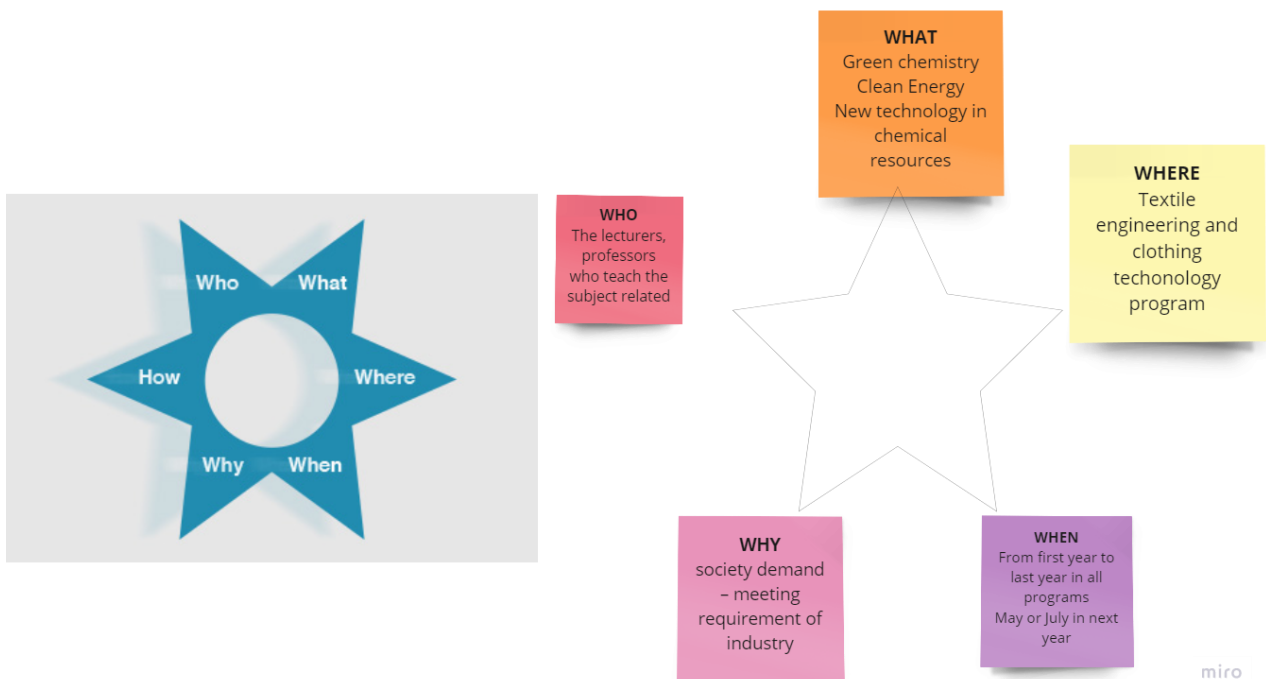 Who
What
How
Where
Why
When
WHO
The lecturers,
professors
who teach the
subject related
WHAT
Green chemistry
Clean Energy
New technology in
chemical
resources
WHERE
Textile
engineering and
clothing
techonology
program
WHY
society demand
– meeting
requirement of
industry
WHEN
From first year to
last year in all
programs
May or July in next
year
miro